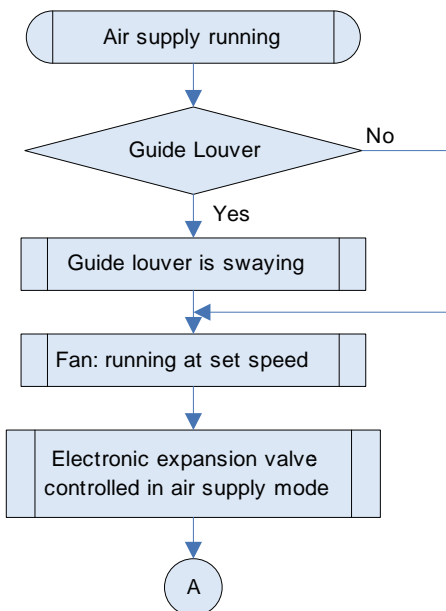 Air supply running
Guide Louver
No
Yes
Guide louver is swaying
Fan: running at set speed
Electronic expansion valve
controlled in air supply mode
A